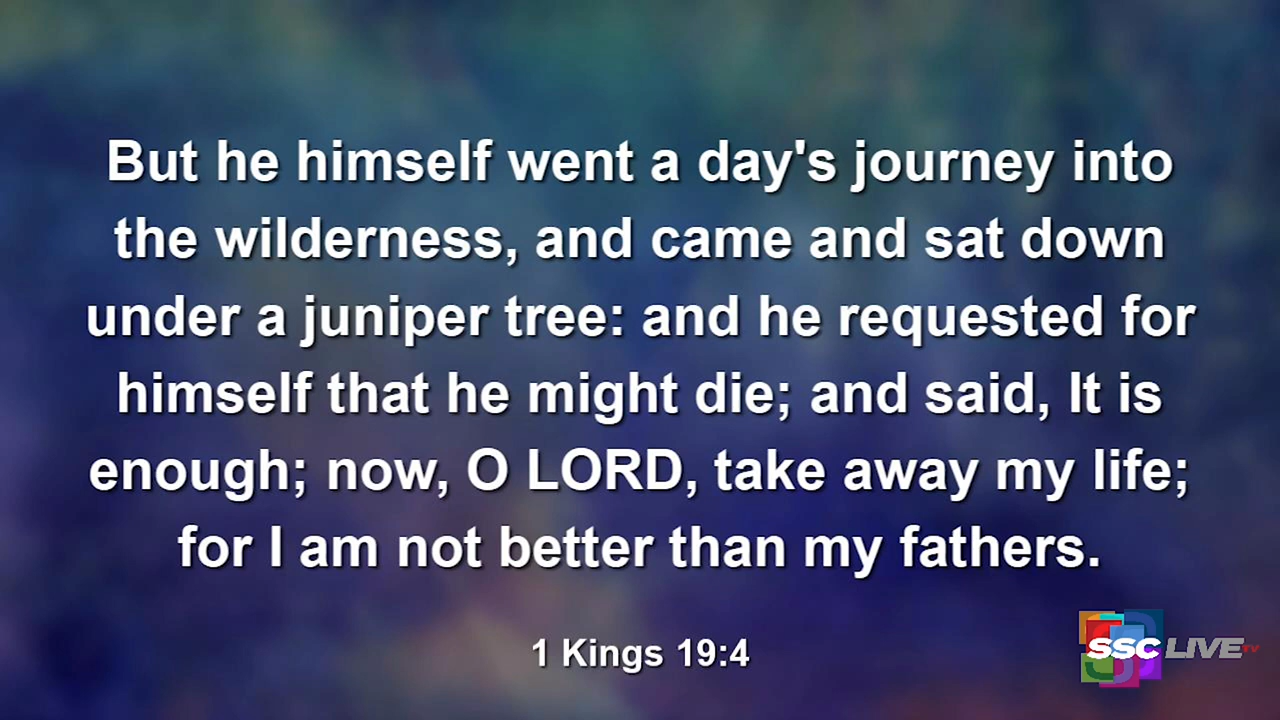 But he himself went a day's journey into
the wilderness, and came and sat down
under a juniper tree: and he requested for
himself that he might die; and said, It is
enough; now, O LORD, take away my life;
for I am not better than my fathers.
1 Kings 19:4
SSC LIVE TV